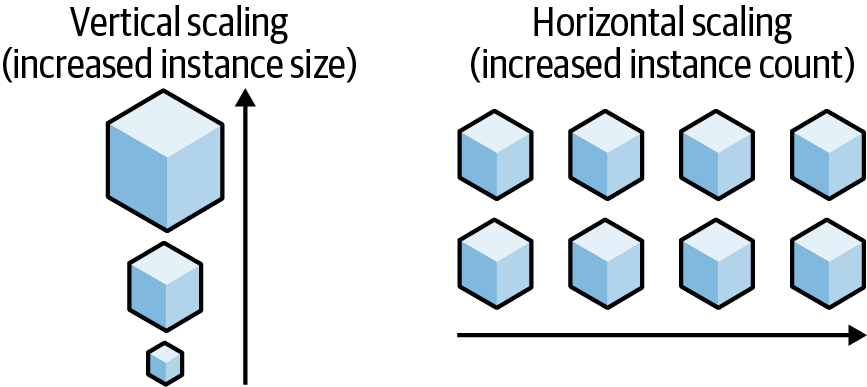 Vertical scaling
(increased instance size)
Horizontal scaling
(increased instance count)